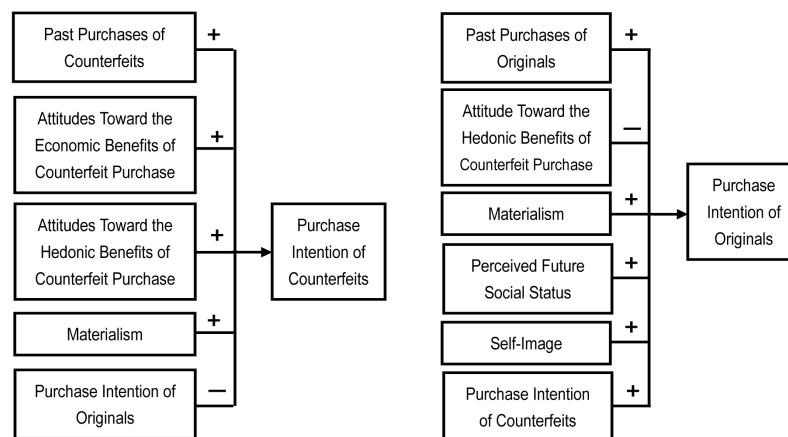 Past Purchases of
Counterfeits
+
Attitudes Toward the
Economic Benefits of
Counterfeit Purchase
+
Attitudes Toward the
Hedonic Benefits of
Counterfeit Purchase
+
Materialism
+
Purchase Intention of
Originals
—
Purchase
Intention of
Counterfeits
Past Purchases of
Originals
+
Attitude Toward the
Hedonic Benefits of
Counterfeit Purchase
—
Materialism
+
Perceived Future
Social Status
+
Self-Image
+
Purchase Intention
of Counterfeits
+
Purchase
Intention of
Originals